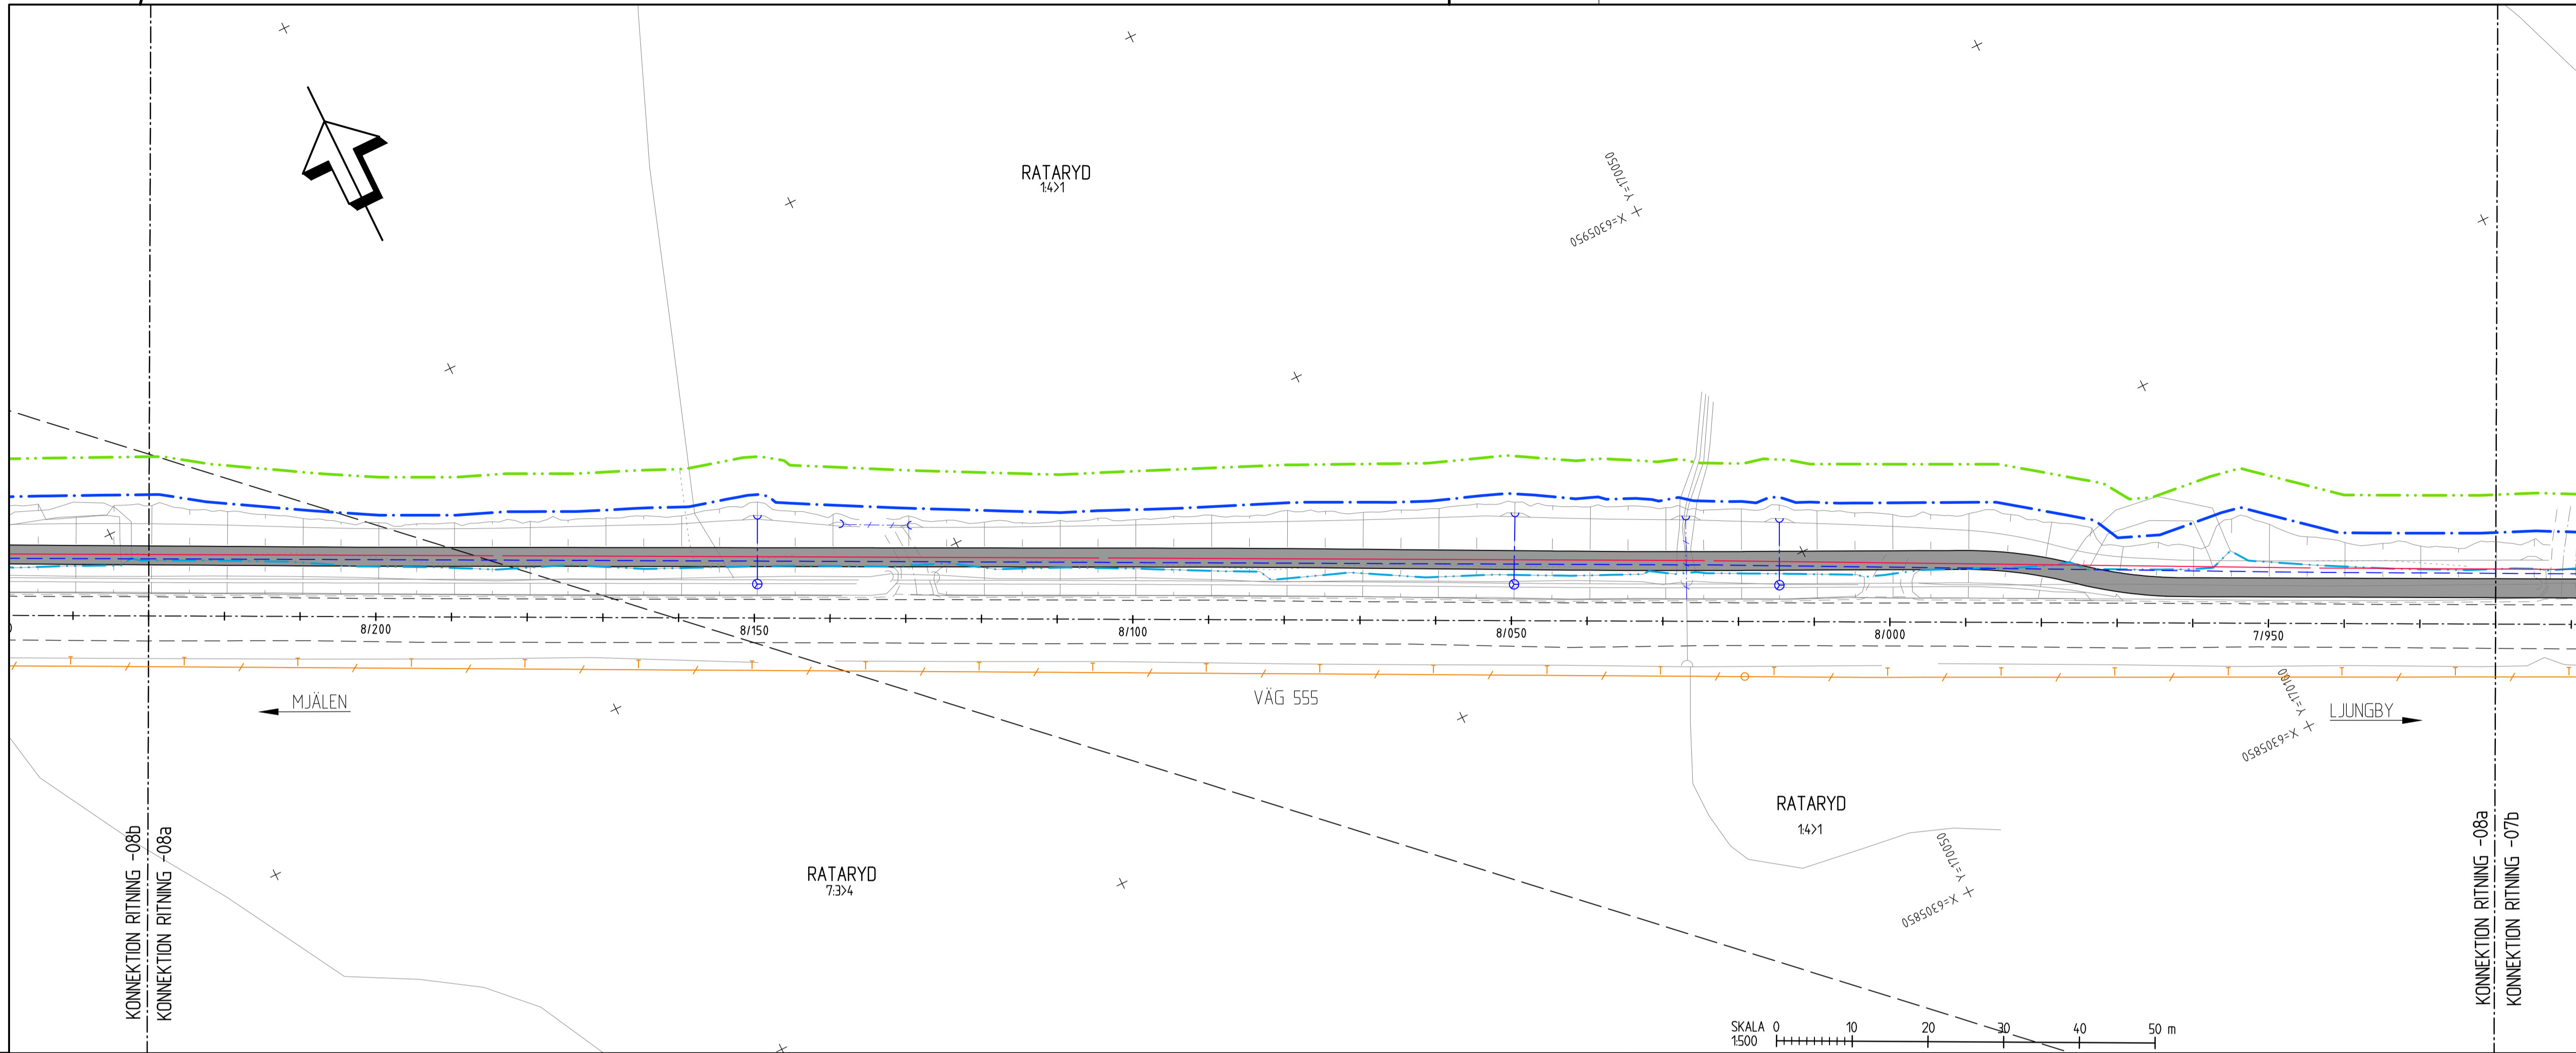 RATARYD
1:4>1
Y=170050
X=6305950
8/200
8/150
8/100
8/050
8/000
7/950
MJÄLEN
VÄG 555
LJUNGBY
Y=170100
X=6305850
RATARYD
1:4>1
Y=170050
X=6305850
RATARYD
7:3>4
KONNEKTION RITNING -08b
KONNEKTION RITNING -08a
KONNEKTION RITNING -08a
KONNEKTION RITNING -07b
SKALA 0 10 20 30 40 50 m
1:500